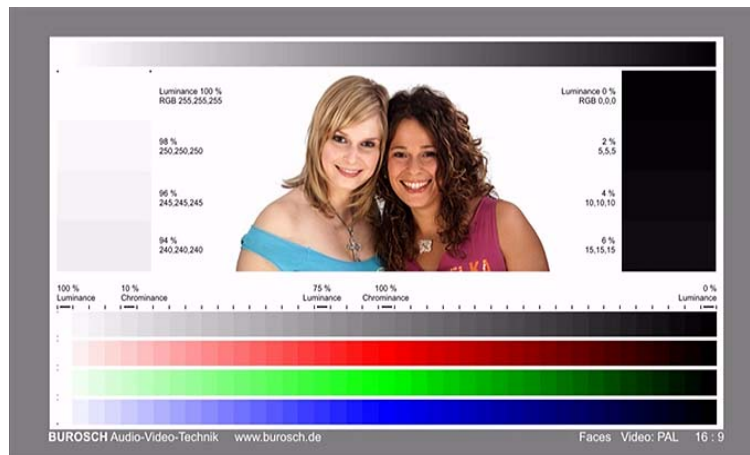 Luminance 100 %
RGB 255,255,255
Luminance 0 %
RGB 0,0,0
98 %
250,250,250
2 %
5,5,5
96 %
245,245,245
4 %
10,10,10
94 %
240,240,240
6 %
15,15,15
LKA
100 %
Luminance
10 %
Chrominance
75 %
Luminance
100 %
Chrominance
0 %
Luminance
BUROSCH Audio-Video-Technik www.burosch.de
Faces Video: PAL 16 : 9